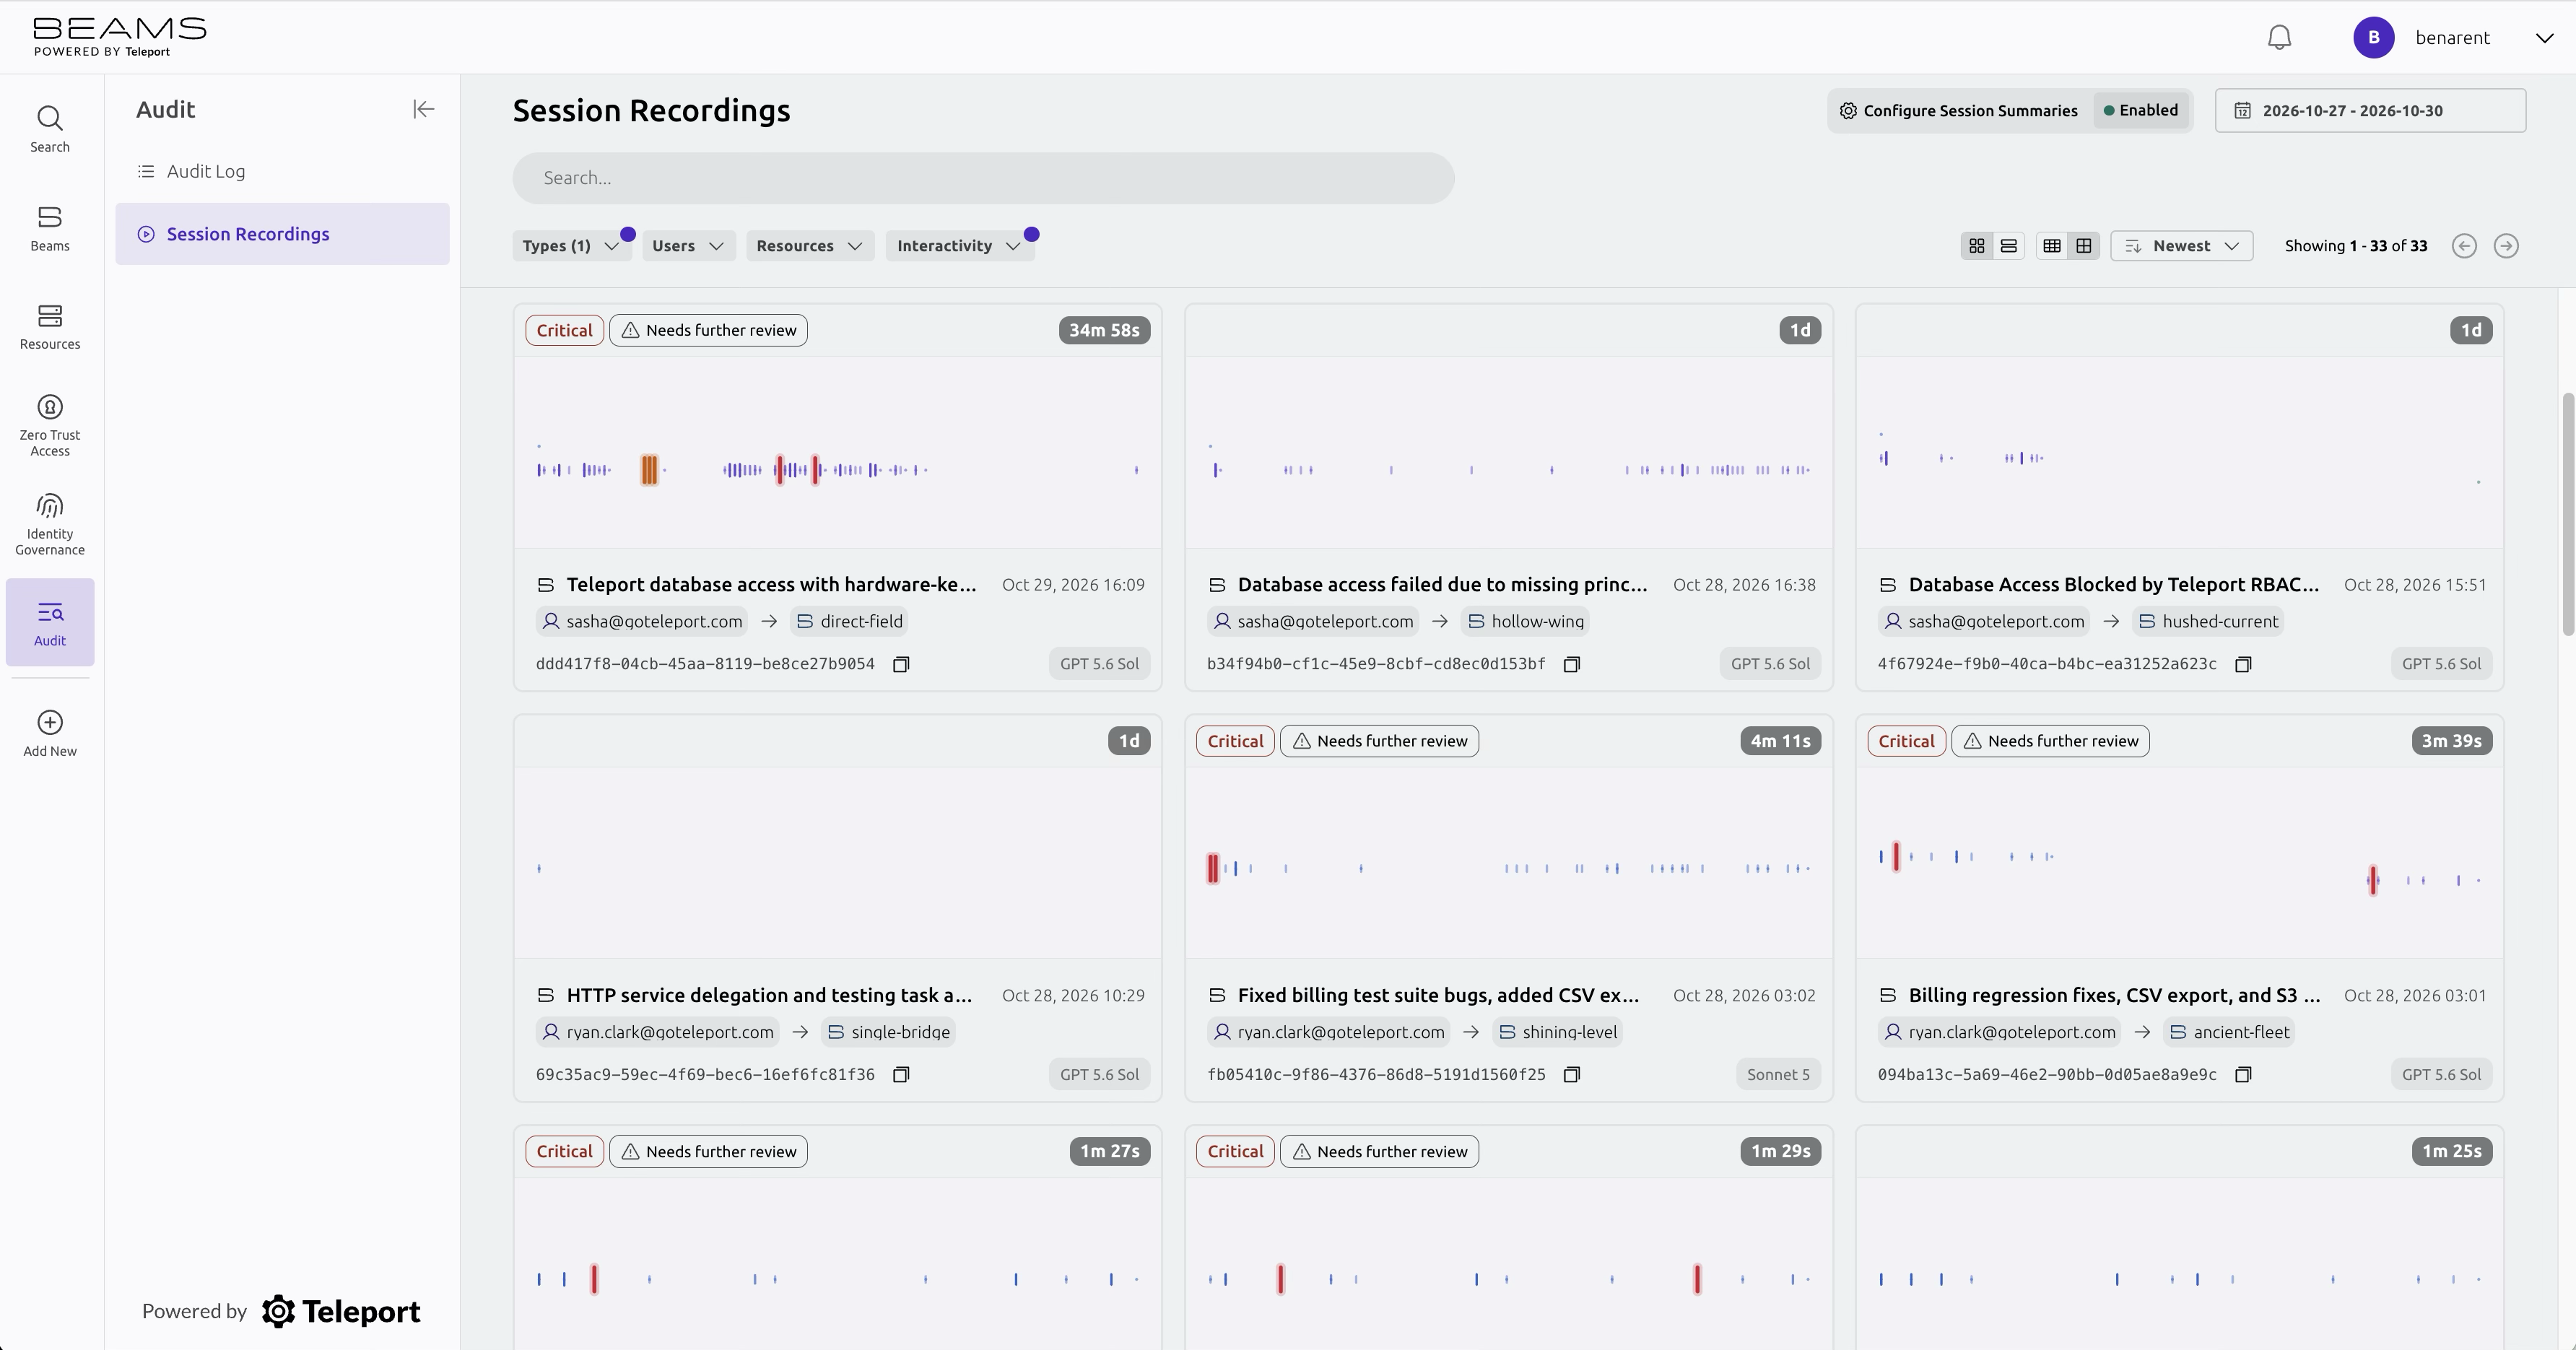 BEAMS
POWERED BY Teleport
B
benarent
Search
Beams
Resources
Zero Trust
Access
Identity
Governance
Audit
Add New
Audit
Audit Log
Session Recordings
Powered by Teleport
Session Recordings
Configure Session Summaries Enabled
12 2026-10-27 - 2026-10-30
Search...
Types (1) Users Resources Interactivity
Newest Showing 1 - 33 of 33
Critical Needs further review 34m 58s
Teleport database access with hardware-ke... Oct 29, 2026 16:09
sasha@goteleport.com → direct-field
ddd417f8-04cb-45aa-8119-be8ce27b9054 GPT 5.6 Sol
1d
Database access failed due to missing princ... Oct 28, 2026 16:38
sasha@goteleport.com → hollow-wing
b34f94b0-cf1c-45e9-8cbf-cd8ec0d153bf GPT 5.6 Sol
1d
Database Access Blocked by Teleport RBAC... Oct 28, 2026 15:51
sasha@goteleport.com → hushed-current
4f67924e-f9b0-40ca-b4bc-ea31252a623c GPT 5.6 Sol
1d
HTTP service delegation and testing task a... Oct 28, 2026 10:29
ryan.clark@goteleport.com → single-bridge
69c35ac9-59ec-4f69-bec6-16ef6fc81f36 GPT 5.6 Sol
Critical Needs further review 4m 11s
Fixed billing test suite bugs, added CSV ex... Oct 28, 2026 03:02
ryan.clark@goteleport.com → shining-level
fb05410c-9f86-4376-86d8-5191d1560f25 Sonnet 5
Critical Needs further review 3m 39s
Billing regression fixes, CSV export, and S3 ... Oct 28, 2026 03:01
ryan.clark@goteleport.com → ancient-fleet
094ba13c-5a69-46e2-90bb-0d05ae8a9e9c GPT 5.6 Sol
Critical Needs further review 1m 27s
Critical Needs further review 1m 29s
1m 25s